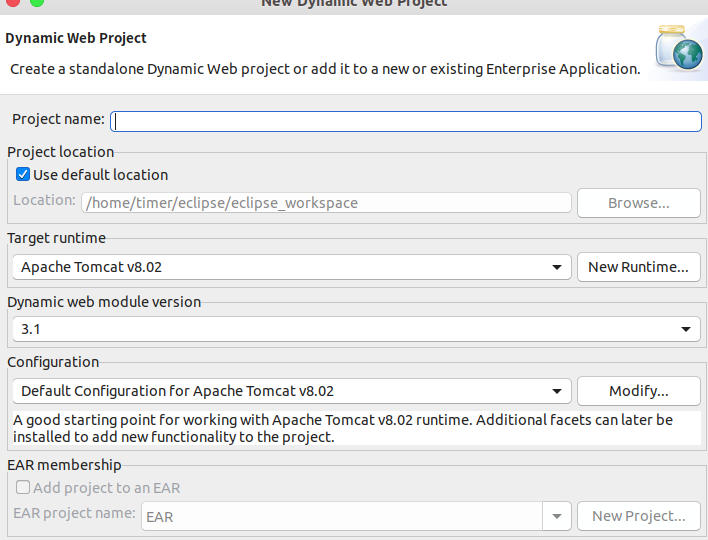 New Dynamic Web Project
Dynamic Web Project
Create a standalone Dynamic Web project or add it to a new or existing Enterprise Application.
Project name:
Project location
Use default location
Location: /home/timer/eclipse/eclipse_workspace Browse...
Target runtime
Apache Tomcat v8.02 New Runtime...
Dynamic web module version
3.1
Configuration
Default Configuration for Apache Tomcat v8.02 Modify...
A good starting point for working with Apache Tomcat v8.02 runtime. Additional facets can later be
installed to add new functionality to the project.
EAR membership
Add project to an EAR
EAR project name: EAR New Project...